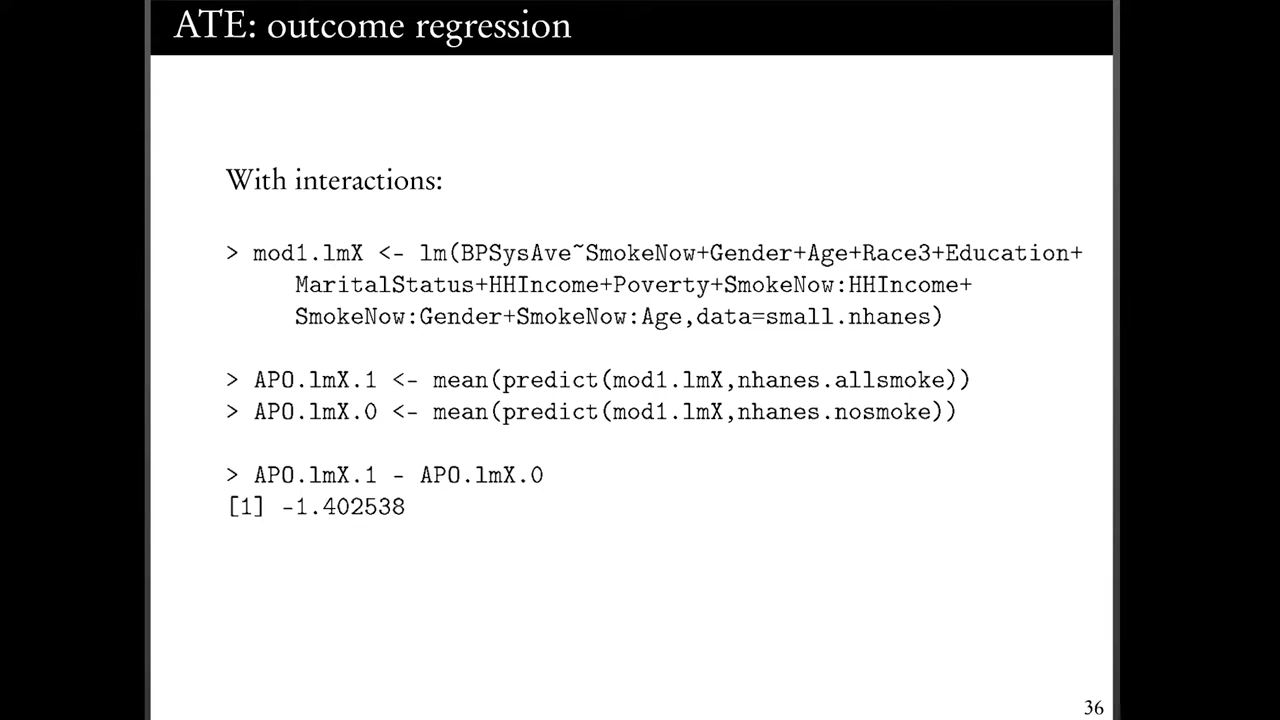 ATE: outcome regression
With interactions:
> mod1.lmX <- lm(BPSysAve~SmokeNow+Gender+Age+Race3+Education+
MaritalStatus+HHIncome+Poverty+SmokeNow:HHIncome+
SmokeNow:Gender+SmokeNow:Age,data=small.nhanes)
> APO.lmX.1 <- mean(predict(mod1.lmX,nhanes.allsmoke))
> APO.lmX.0 <- mean(predict(mod1.lmX,nhanes.nosmoke))
> APO.lmX.1 - APO.lmX.0
[1] -1.402538
36